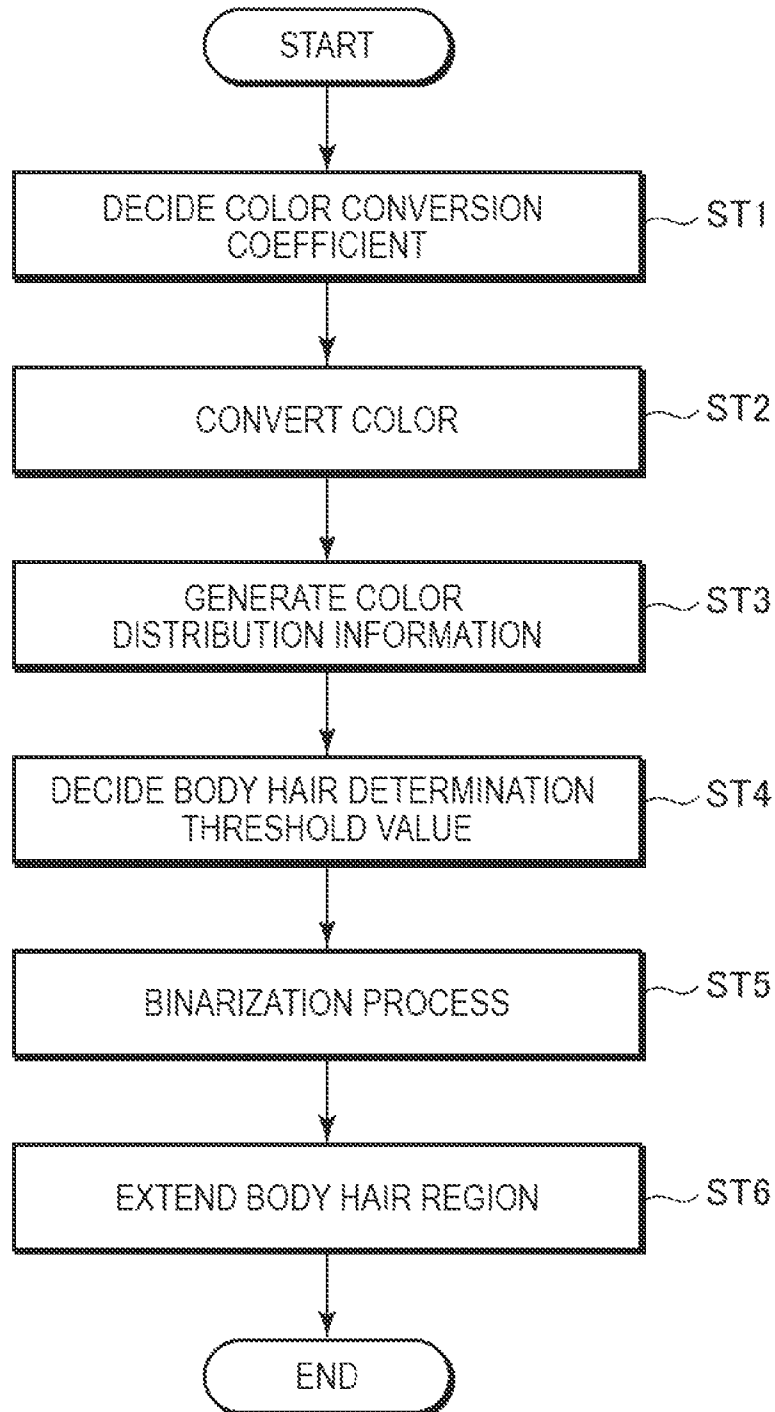 START
DECIDE COLOR CONVERSION
COEFFICIENT
ST1
CONVERT COLOR
ST2
GENERATE COLOR
DISTRIBUTION INFORMATION
ST3
DECIDE BODY HAIR DETERMINATION
THRESHOLD VALUE
ST4
BINARIZATION PROCESS
ST5
EXTEND BODY HAIR REGION
ST6
END